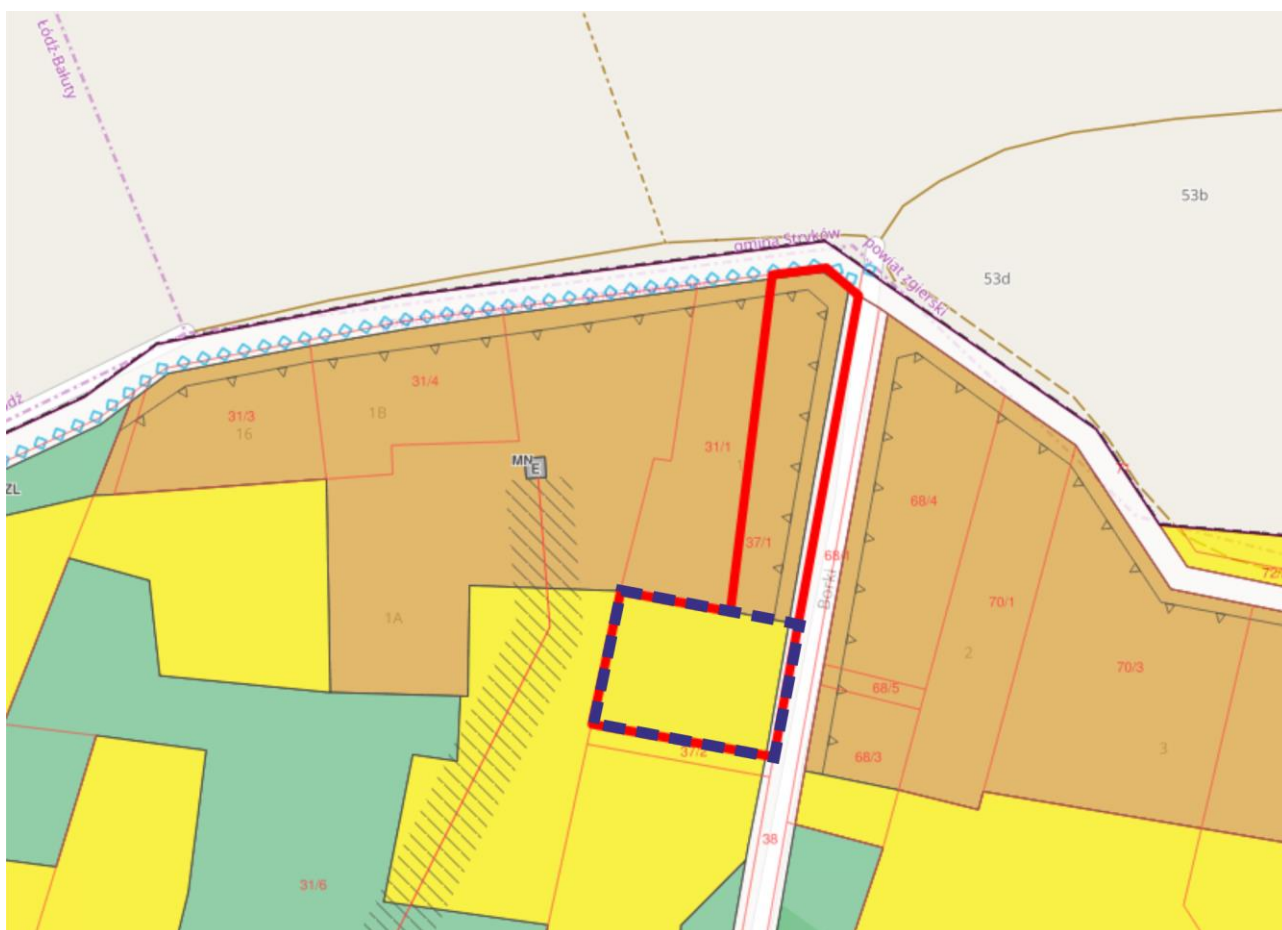 Łódź-Bałuty
53b
gmina Stryków
powiat zgierski
53d
31/4
1B
31/3
16
31/1
MN
E
ZL
68/4
37/1
68/1
Borki
70/1
1A
2
70/3
68/5
37/2
68/3
3
38
31/6